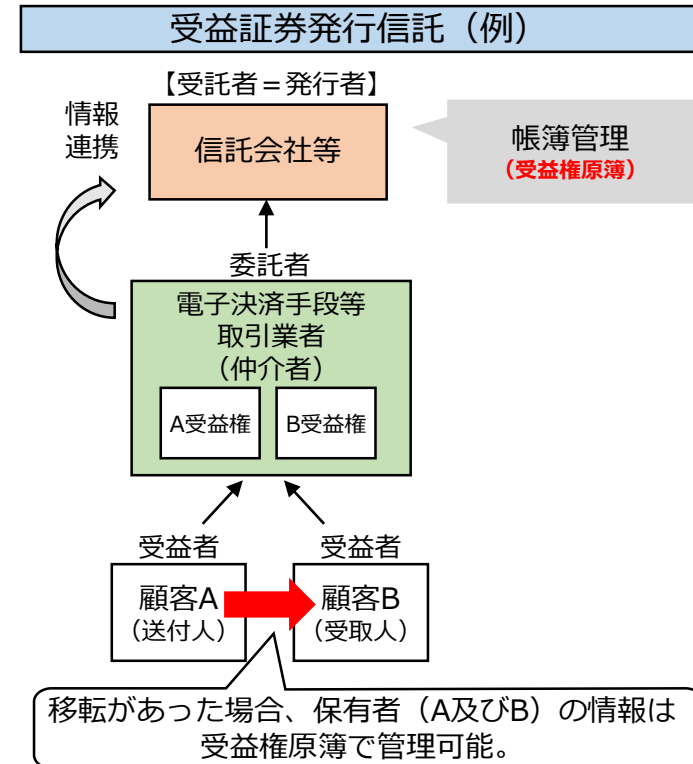 受益証券発行信託（例）
【受託者＝発行者】
情報
連携
信託会社等
帳簿管理
（受益権原簿）
委託者
電子決済手段等
取引業者
（仲介者）
A受益権
B受益権
受益者
受益者
顧客A
（送付人）
顧客B
（受取人）
移転があった場合、保有者（A及びB）の情報は
受益権原簿で管理可能。